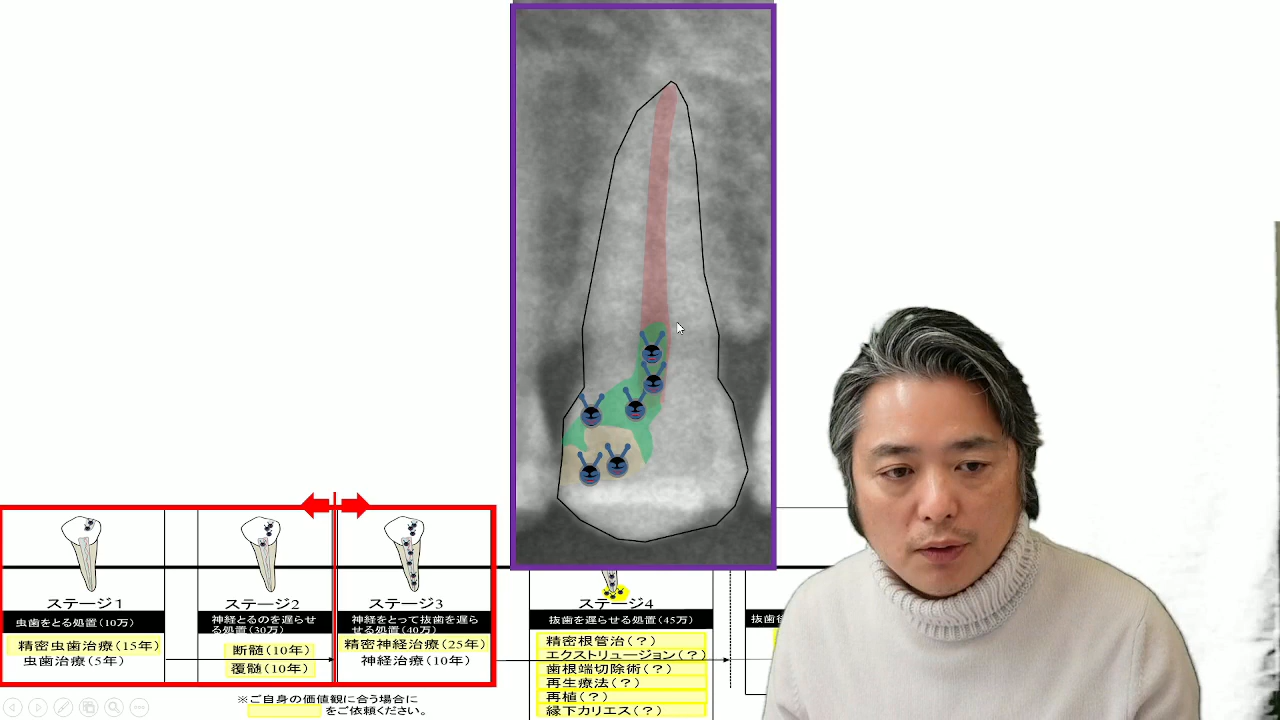 ステージ1
虫歯をとる処置(10万)
精密虫歯治療(15年)
虫歯治療(5年)
ステージ2
神経とるのを遅らせ
る処置(30万)
断髄(10年)
覆髄(10年)
ステージ3
神経をとって抜歯を遅ら
せる処置(40万)
精密神経治療(25年)
神経治療(10年)
ステージ4
抜歯を遅らせる処置(45万)
精密根管治(?)
エクストリュージョン(?)
歯根端切除術(?)
再生療法(?)
再植(?)
縁下カリエス(?)
抜歯
※ご自身の価値観に合う場合に
をご依頼ください。